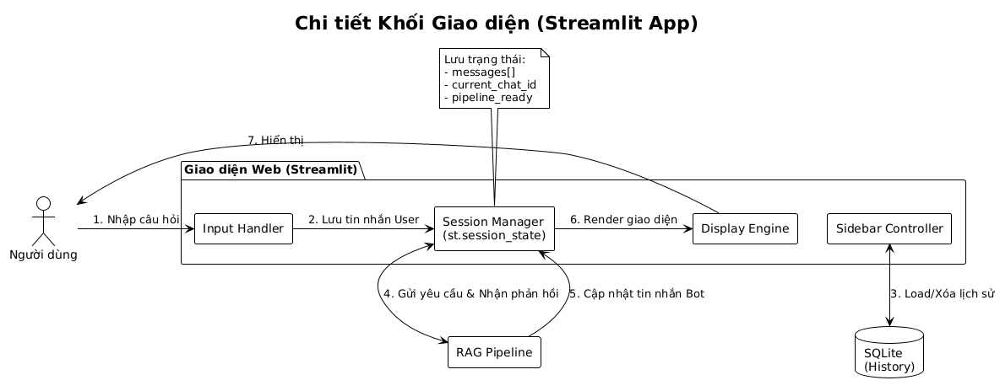 Chi tiết Khối Giao diện (Streamlit App)
Lưu trạng thái:
- messages[]
- current_chat_id
- pipeline_ready
7. Hiển thị
Giao diện Web (Streamlit)
1. Nhập câu hỏi
Input Handler
2. Lưu tin nhắn User
Session Manager
(st.session_state)
6. Render giao diện
Display Engine
Sidebar Controller
Người dùng
4. Gửi yêu cầu & Nhận phản hồi
5. Cập nhật tin nhắn Bot
3. Load/Xóa lịch sử
RAG Pipeline
SQLite
(History)